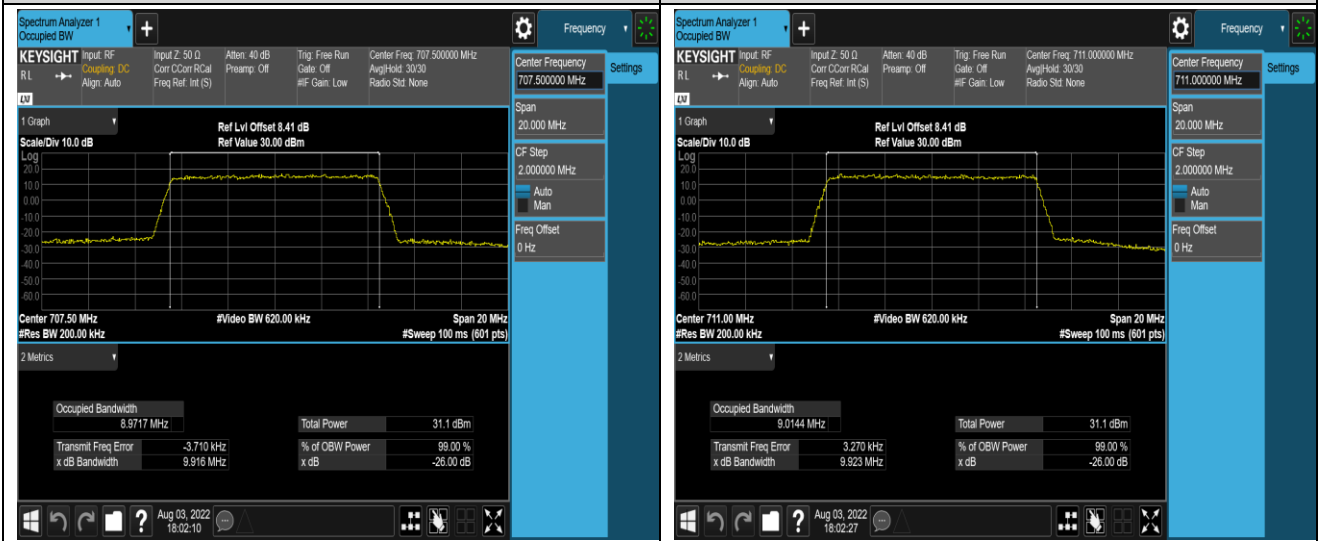 Spectrum Analyzer 1
Occupied BW
+
Frequency
KEYSIGHT Input: RF Input Z: 50 Ω Atten: 40 dB Trig: Free Run Center Freq: 707.500000 MHz
RL Coupling: DC Corr CCorr RCal Preamp: Off Gate: Off Avg|Hold: 30/30
Align: Auto Freq Ref: Int (S) #IF Gain: Low Radio Std: None
LXI
Center Frequency
707.500000 MHz
Settings
Span
20.000 MHz
CF Step
2.000000 MHz
Auto
Man
Freq Offset
0 Hz
1 Graph
Ref Lvl Offset 8.41 dB
Scale/Div 10.0 dB Ref Value 30.00 dBm
Log
20.0
10.0
0.00
-10.0
-20.0
-30.0
-40.0
-50.0
-60.0
Center 707.50 MHz #Video BW 620.00 kHz Span 20 MHz
#Res BW 200.00 kHz #Sweep 100 ms (601 pts)
2 Metrics
Occupied Bandwidth
8.9717 MHz Total Power 31.1 dBm
Transmit Freq Error -3.710 kHz % of OBW Power 99.00 %
x dB Bandwidth 9.916 MHz x dB -26.00 dB
? Aug 03, 2022
18:02:10
Spectrum Analyzer 1
Occupied BW
+
Frequency
KEYSIGHT Input: RF Input Z: 50 Ω Atten: 40 dB Trig: Free Run Center Freq: 711.000000 MHz
RL Coupling: DC Corr CCorr RCal Preamp: Off Gate: Off Avg|Hold: 30/30
Align: Auto Freq Ref: Int (S) #IF Gain: Low Radio Std: None
LXI
Center Frequency
711.000000 MHz
Settings
Span
20.000 MHz
CF Step
2.000000 MHz
Auto
Man
Freq Offset
0 Hz
1 Graph
Ref Lvl Offset 8.41 dB
Scale/Div 10.0 dB Ref Value 30.00 dBm
Log
20.0
10.0
0.00
-10.0
-20.0
-30.0
-40.0
-50.0
-60.0
Center 711.00 MHz #Video BW 620.00 kHz Span 20 MHz
#Res BW 200.00 kHz #Sweep 100 ms (601 pts)
2 Metrics
Occupied Bandwidth
9.0144 MHz Total Power 31.1 dBm
Transmit Freq Error 3.270 kHz % of OBW Power 99.00 %
x dB Bandwidth 9.923 MHz x dB -26.00 dB
? Aug 03, 2022
18:02:27